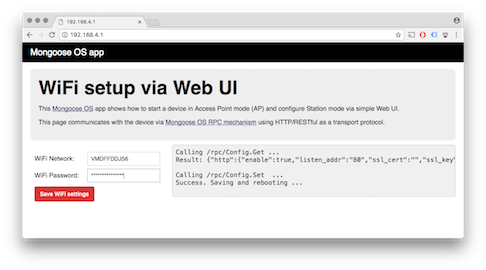 192.168.4.1
192.168.4.1
Mongoose OS app
WiFi setup via Web UI
This Mongoose OS app shows how to start a device in Access Point mode (AP) and configure Station mode via simple Web UI.
This page communicates with the device via Mongoose OS RPC mechanism using HTTP/RESTful as a transport protocol.
WiFi Network:
VMDFFDDJS6
Calling /rpc/Config.Get ...
Result: {"http":{"enable":true,"listen_addr":"80","ssl_cert":"","ssl_key"
WiFi Password:
Calling /rpc/Config.Set ...
Success. Saving and rebooting ...
Save WiFi settings